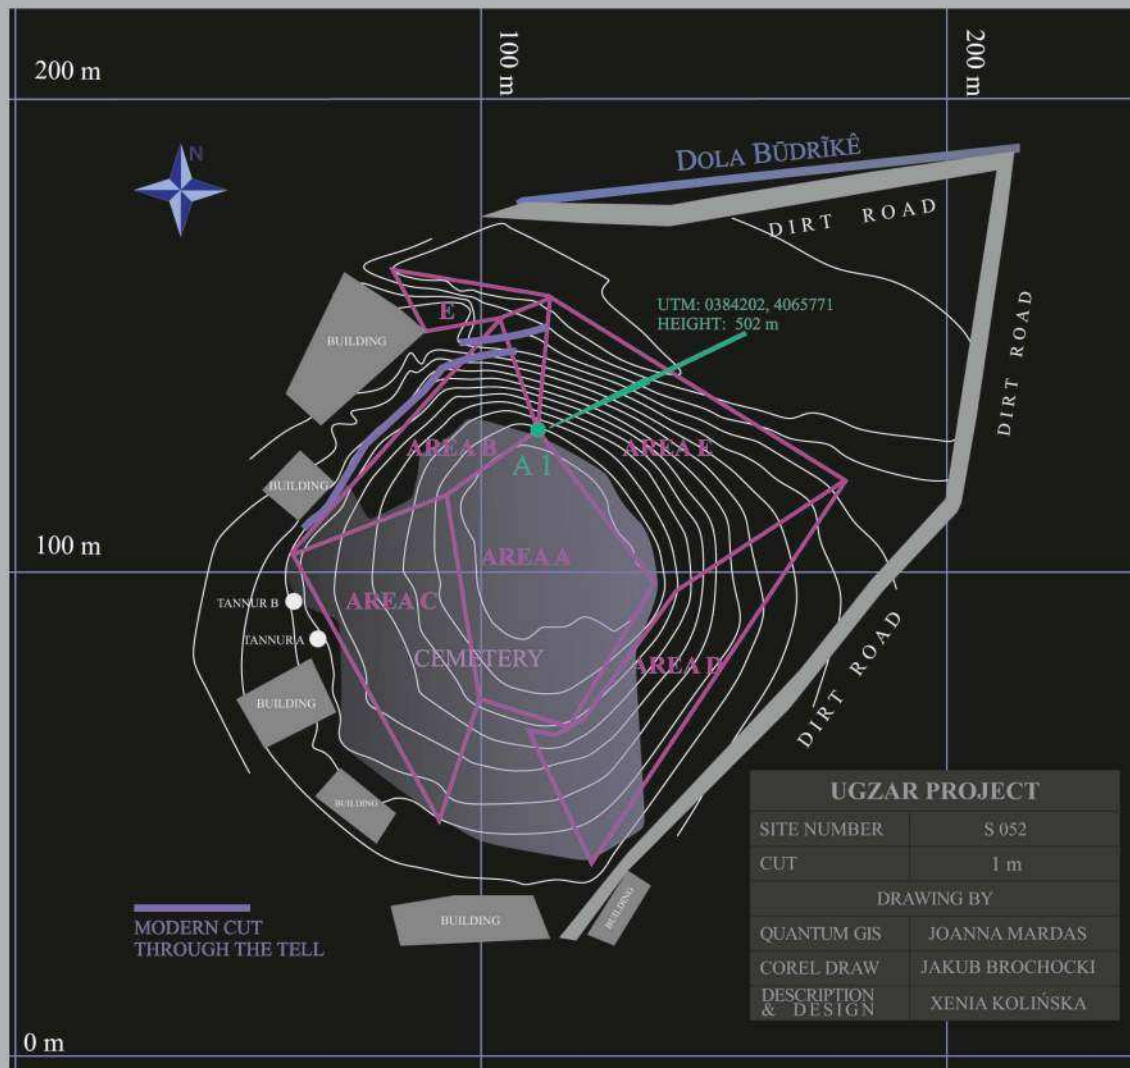 200 m
100 m
200 m
N
DOLA BŪDRĨKÊ
DIRT ROAD
UTM: 0384202, 4065771
HEIGHT: 502 m
E
BUILDING
DIRT ROAD
AREA B
AREA E
A 1
BUILDING
100 m
AREA A
TANNUR B
AREA C
TANNUR A
CEMETERY
AREA D
BUILDING
DIRT ROAD
BUILDING
UGZAR PROJECT
SITE NUMBER S 052
CUT 1 m
DRAWING BY
QUANTUM GIS JOANNA MARDAS
COREL DRAW JAKUB BROCHOCKI
DESCRIPTION
& DESIGN XENIA KOLIŃSKA
BUILDING
BUILDING
MODERN CUT
THROUGH THE TELL
0 m